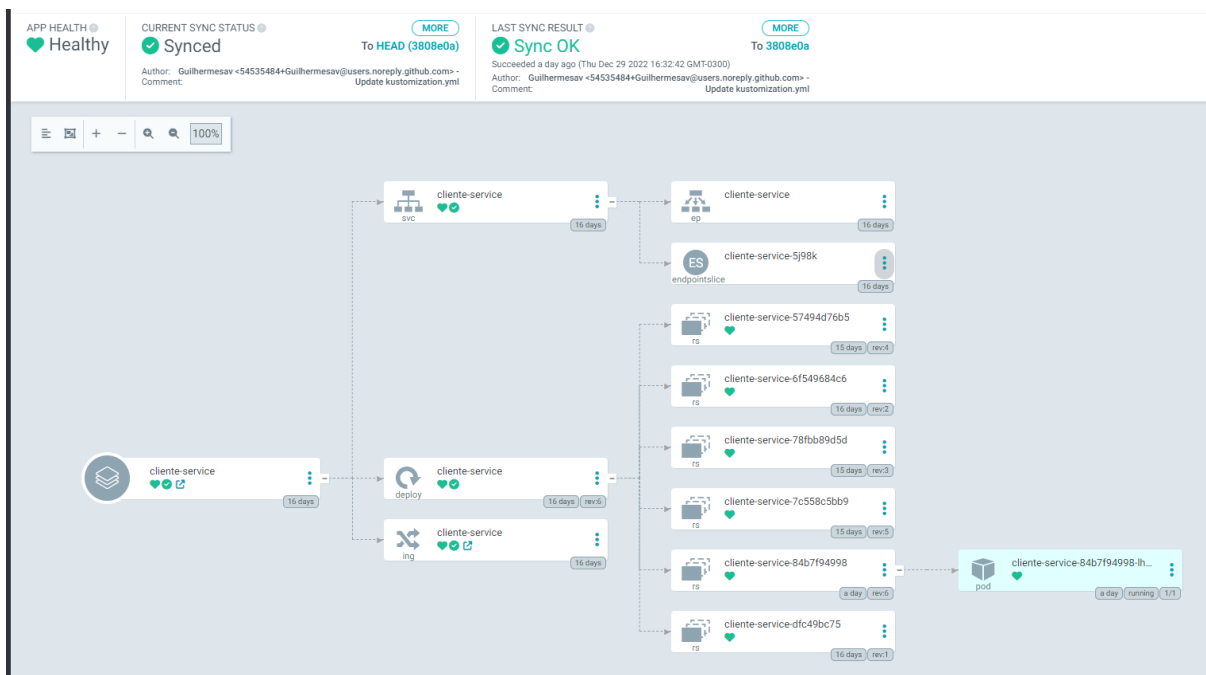 APP HEALTH
Healthy
CURRENT SYNC STATUS
MORE
Synced
To HEAD (3808e0a)
Author: Guilhermesav <54535484+Guilhermesav@users.noreply.github.com> -
Comment: Update kustomization.yml
LAST SYNC RESULT
MORE
Sync OK
To 3808e0a
Succeeded a day ago (Thu Dec 29 2022 16:32:42 GMT-0300)
Author: Guilhermesav <54535484+Guilhermesav@users.noreply.github.com> -
Comment: Update kustomization.yml
100%
cliente-service
svc
16 days
cliente-service
ep
16 days
ES
cliente-service-5j98k
endpointslice
16 days
cliente-service-57494d76b5
rs
15 days rev:4
cliente-service-6f549684c6
rs
16 days rev:2
cliente-service-78fbb89d5d
rs
15 days rev:3
cliente-service
16 days
cliente-service
deploy
16 days rev:6
cliente-service-7c558c5bb9
rs
15 days rev:5
cliente-service
ing
16 days
cliente-service-84b7f94998
rs
a day rev:6
cliente-service-84b7f94998-lh...
pod
a day running 1/1
cliente-service-dfc49bc75
rs
16 days rev:1